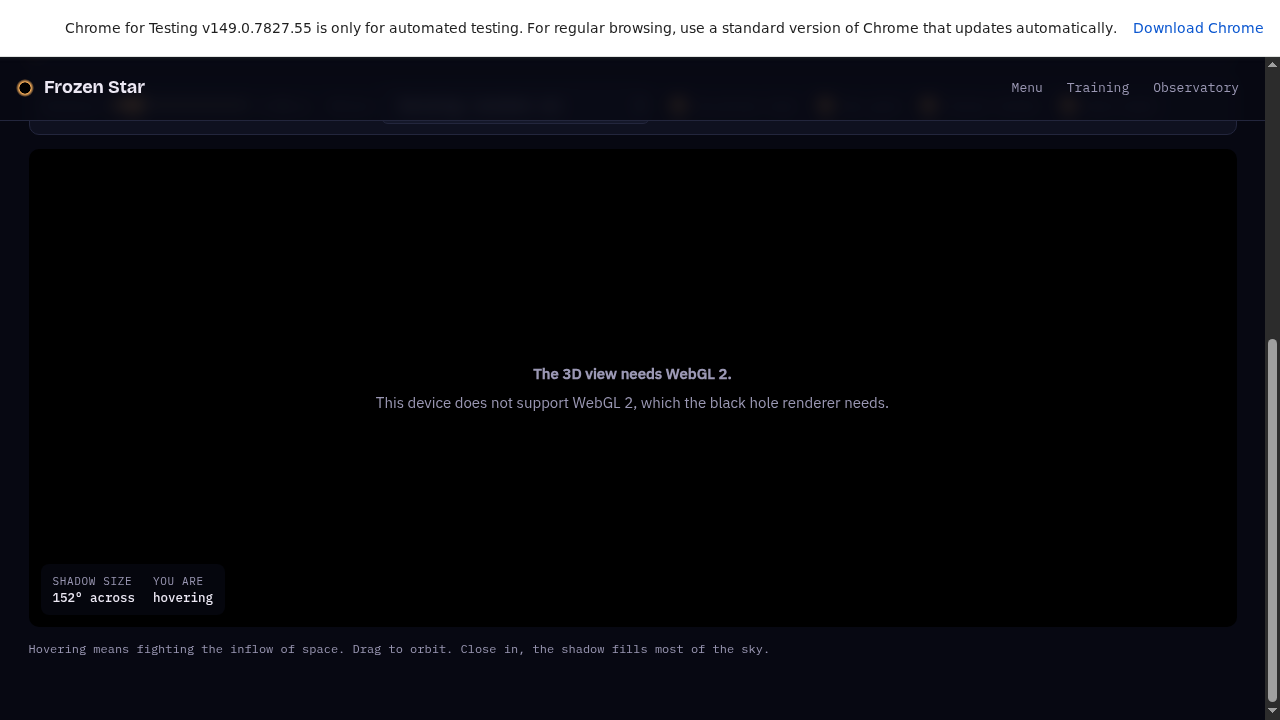 Chrome for Testing v149.0.7827.55 is only for automated testing. For regular browsing, use a standard version of Chrome that updates automatically. Download Chrome
Frozen Star Menu Training Observatory
The 3D view needs WebGL 2.
This device does not support WebGL 2, which the black hole renderer needs.
SHADOW SIZE YOU ARE
152° across hovering
Hovering means fighting the inflow of space. Drag to orbit. Close in, the shadow fills most of the sky.